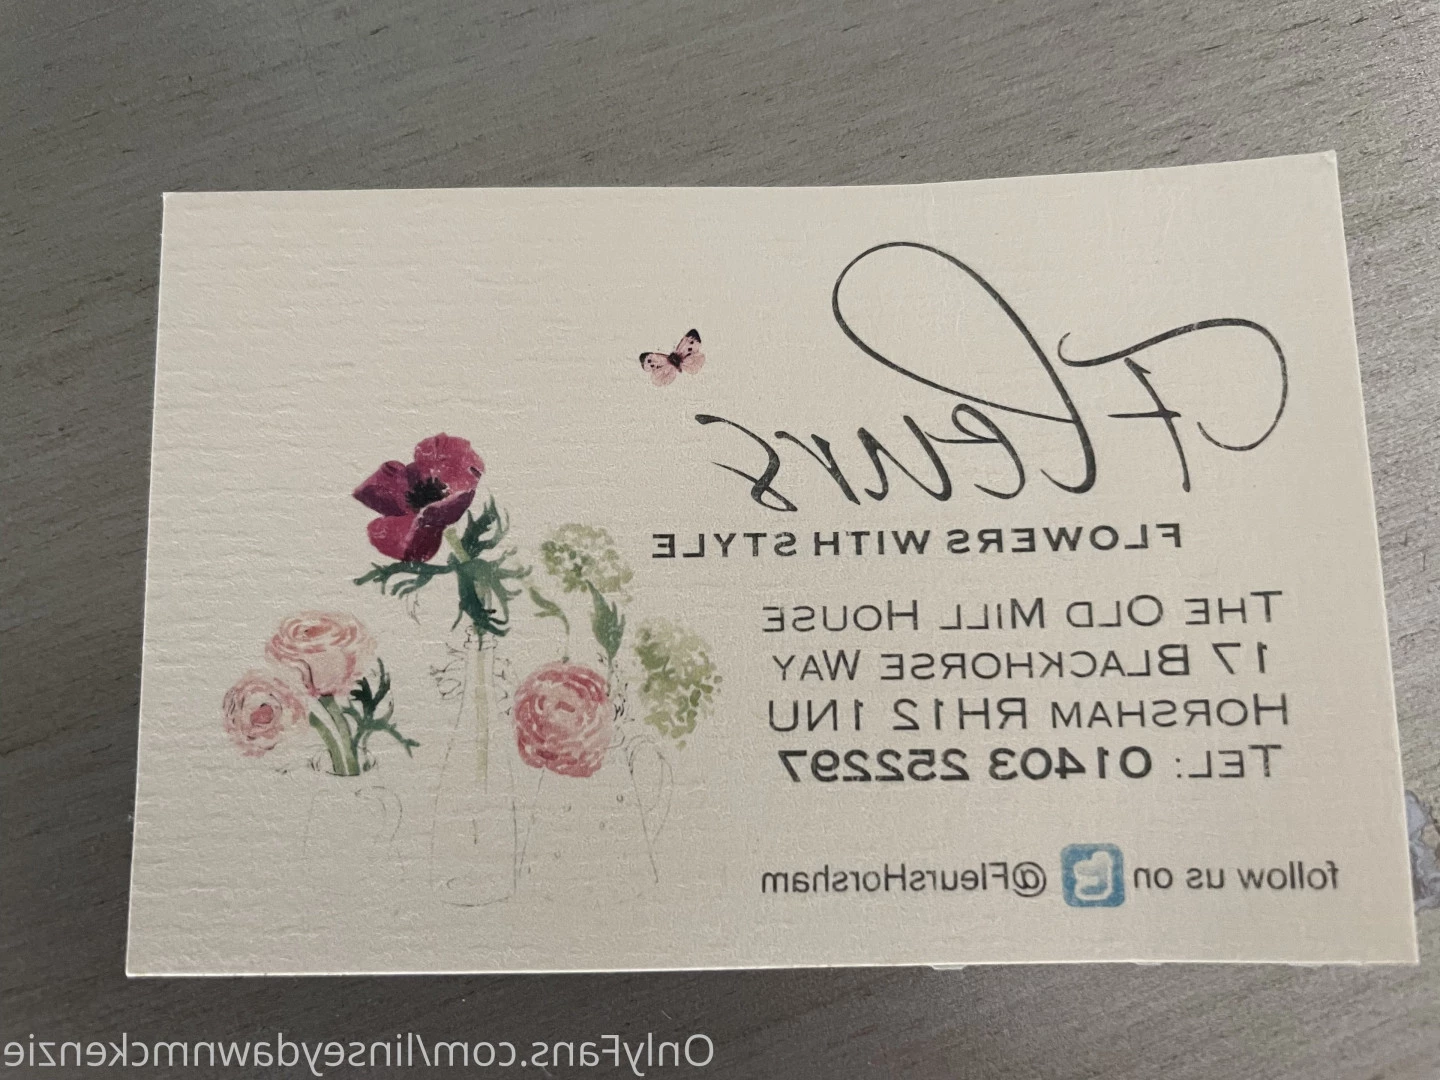 Fleurs
FLOWERS WITH STYLE
THE OLD MILL HOUSE
17 BLACKHORSE WAY
HORSHAM RH12 1NU
TEL: 01403 252297
follow us on @FleursHorsham
OnlyFans.com/linseydawnmckenzie